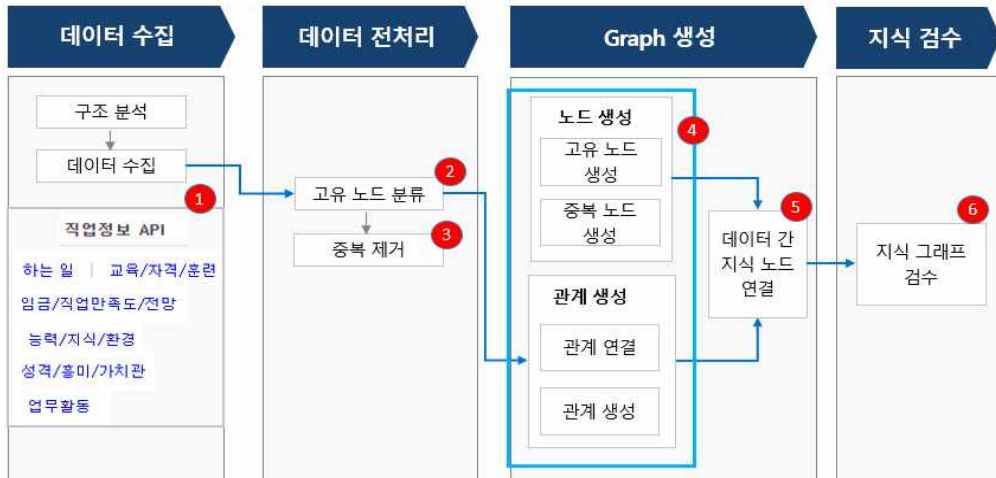 데이터 수집
데이터 전처리
Graph 생성
지식 검수
구조 분석
데이터 수집
1
직업정보 API
하는 일 | 교육/자격/훈련
임금/직업만족도/전망
능력/지식/환경
성격/흥미/가치관
업무활동
고유 노드 분류
2
중복 제거
3
노드 생성
4
고유 노드
생성
중복 노드
생성
관계 생성
관계 연결
관계 생성
5
데이터 간
지식 노드
연결
6
지식 그래프
검수